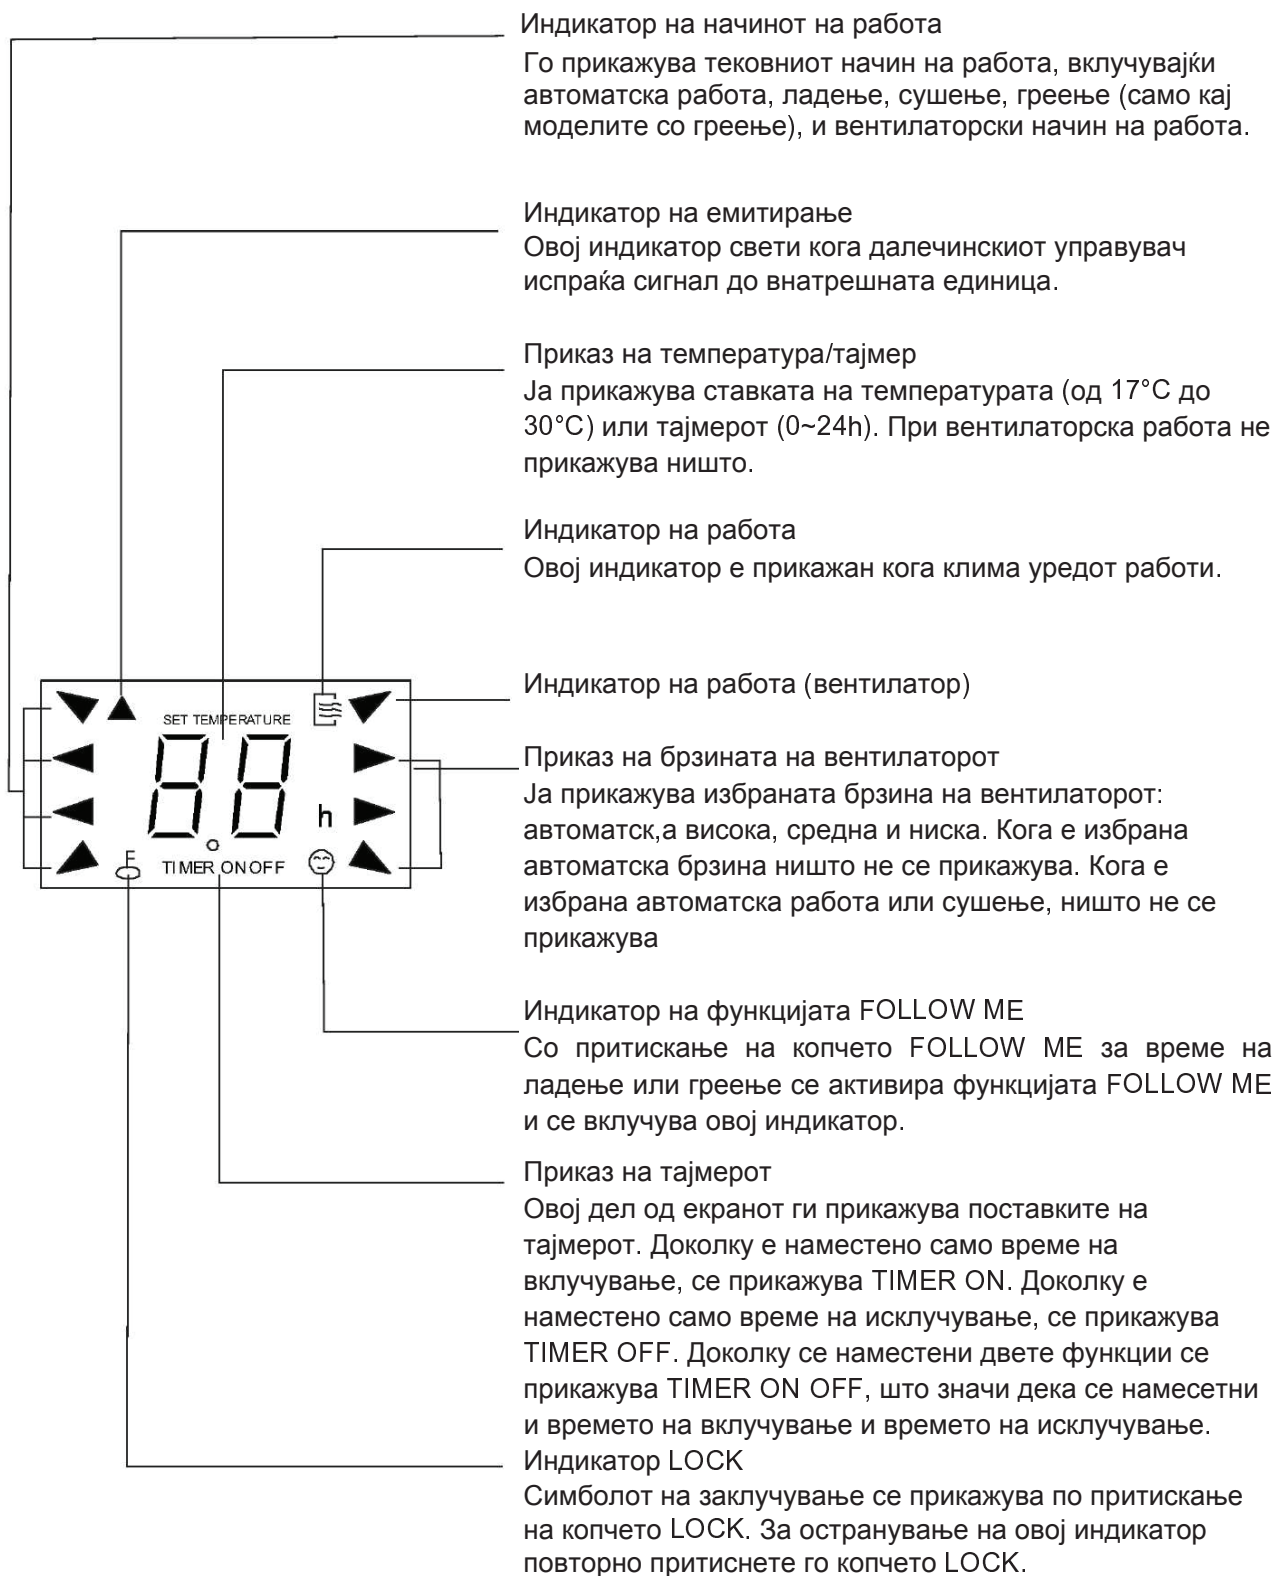 Индикатор на начинот на работа
Го прикажува тековниот начин на работа, вклучувајќи
автоматска работа, ладење, сушење, греење (само кај
моделите со греење), и вентилаторски начин на работа.
Индикатор на емитирање
Овој индикатор свети кога далечинскиот управувач
испраќа сигнал до внатрешната единица.
Приказ на температура/тајмер
Ја прикажува ставката на температурата (од 17°C до
30°C) или тајмерот (0~24h). При вентилаторска работа не
прикажува ништо.
Индикатор на работа
Овој индикатор е прикажан кога клима уредот работи.
Индикатор на работа (вентилатор)
SET TEMPERATURE
88
h
TIMER ON OFF
Приказ на брзината на вентилаторот
Ја прикажува избраната брзина на вентилаторот:
автоматск,а висока, средна и ниска. Кога е избрана
автоматска брзина ништо не се прикажува. Кога е
избрана автоматска работа или сушење, ништо не се
прикажува
Индикатор на функцијата FOLLOW ME
Со притискање на копчето FOLLOW ME за време на
ладење или греење се активира функцијата FOLLOW ME
и се вклучува овој индикатор.
Приказ на тајмерот
Овој дел од екранот ги прикажува поставките на
тајмерот. Доколку е наместено само време на
вклучување, се прикажува TIMER ON. Доколку е
наместено само време на исклучување, се прикажува
TIMER OFF. Доколку се наместени двете функции се
прикажува TIMER ON OFF, што значи дека се намесетни
и времето на вклучување и времето на исклучување.
Индикатор LOCK
Симболот на заклучување се прикажува по притискање
на копчето LOCK. За остранување на овој индикатор
повторно притиснете го копчето LOCK.